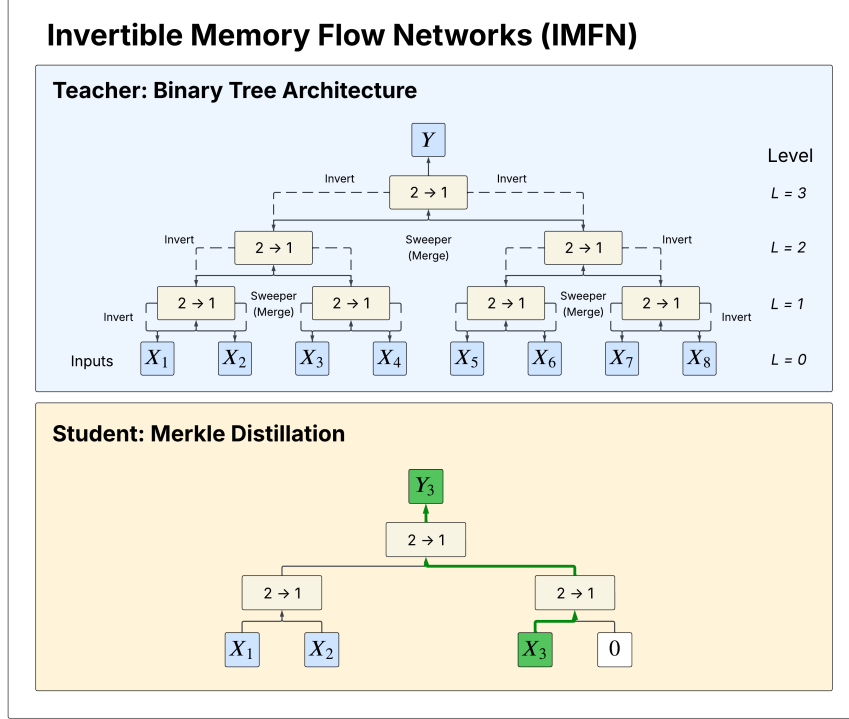 Invertible Memory Flow Networks (IMFN)
Teacher: Binary Tree Architecture
Y
Level
Invert
Invert
2 → 1
L = 3
Invert
2 → 1
Sweeper
(Merge)
2 → 1
Invert
L = 2
Invert
2 → 1
Sweeper
(Merge)
2 → 1
2 → 1
Sweeper
(Merge)
2 → 1
Invert
L = 1
Inputs
X₁
X₂
X₃
X₄
X₅
X₆
X₇
X₈
L = 0
Student: Merkle Distillation
Y₃
2 → 1
2 → 1
2 → 1
X₁
X₂
X₃
0